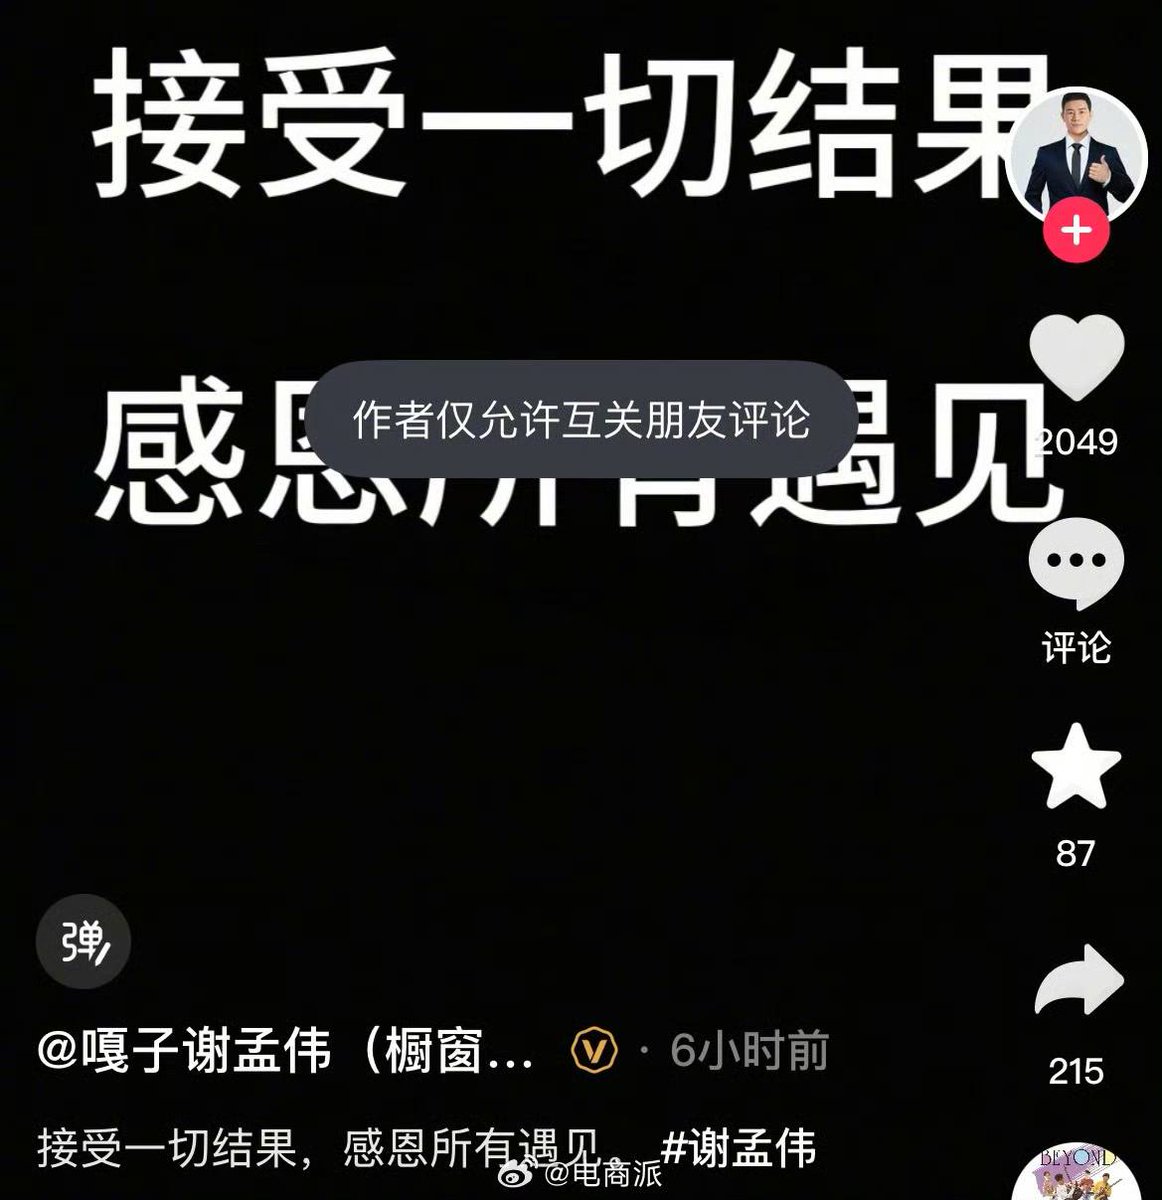 接受一切结果
感恩所有遇见
作者仅允许互关朋友评论
2049
评论
87
215
弹
@嘎子谢孟伟（橱窗... · 6小时前
接受一切结果，感恩所有遇见。 #谢孟伟
@电商派
BEYOND